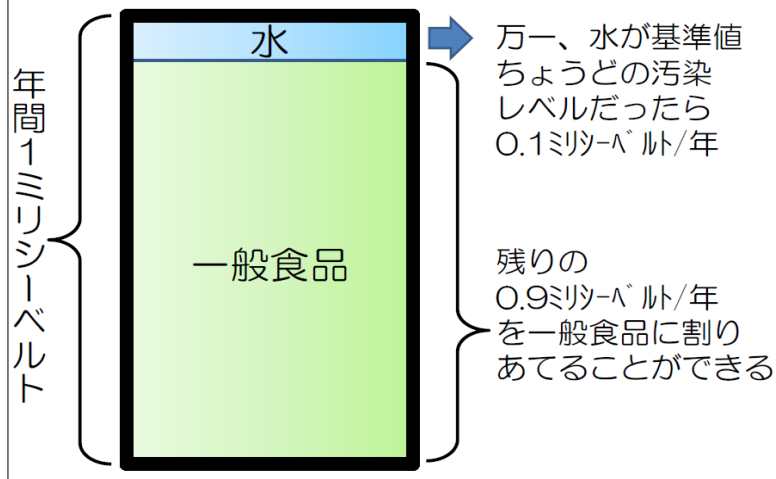 年間1ミリシーベルト
水
一般食品
万一、水が基準値
ちょうどの汚染
レベルだったら
0.1ﾐﾘｼｰﾍﾞﾙﾄ/年
残りの
0.9ﾐﾘｼｰﾍﾞﾙﾄ/年
を一般食品に割り
あてることができる